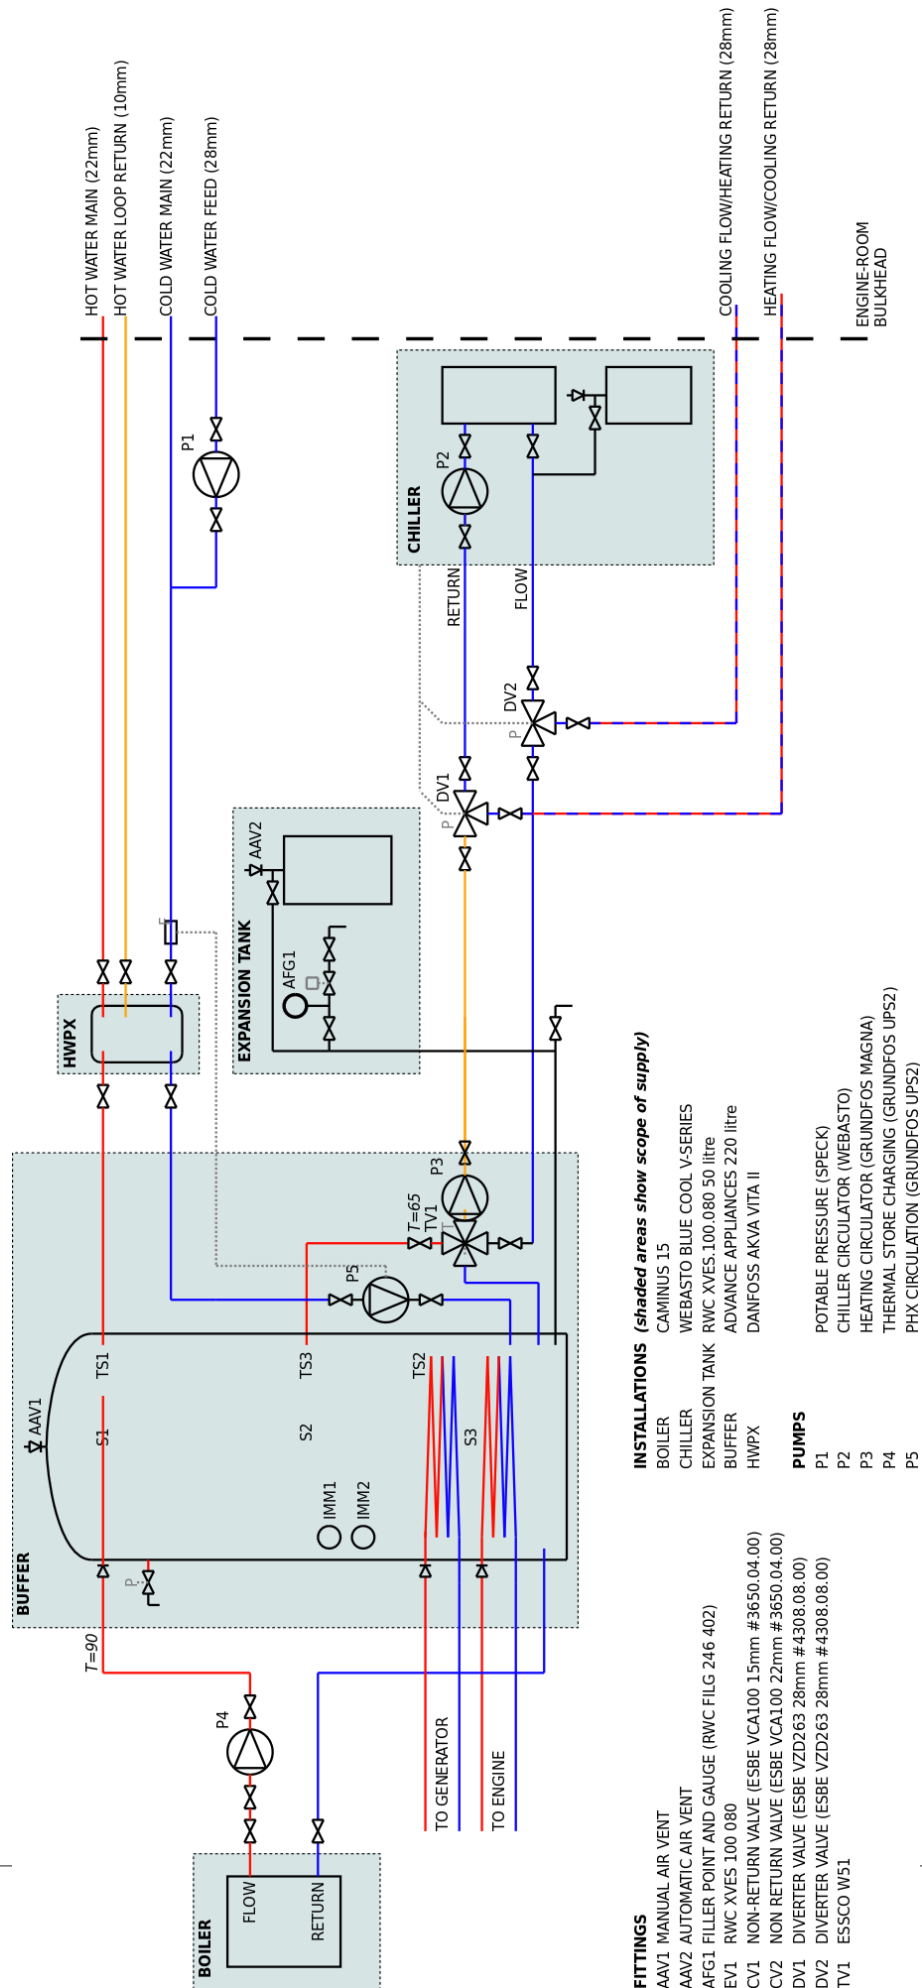 HOT WATER MAIN (22mm)
HOT WATER LOOP RETURN (10mm)
COLD WATER MAIN (22mm)
COLD WATER FEED (28mm)
COOLING FLOW/HEATING RETURN (28mm)
HEATING FLOW/COOLING RETURN (28mm)
ENGINE-ROOM
BULKHEAD
P1
CHILLER
P2
RETURN
FLOW
DV2
P
DV1
P
F
HWPX
EXPANSION TANK
AAV2
AFG1
BUFFER
AAV1
TS1
S1
TS3
S2
TS2
S3
IMM1
IMM2
P
P5
T=65
TV1
T
P3
T=90
P4
BOILER
FLOW
RETURN
TO GENERATOR
TO ENGINE
INSTALLATIONS (shaded areas show scope of supply)
BOILER CAMINUS 15
CHILLER WEBASTO BLUE COOL V-SERIES
EXPANSION TANK RWC XVES.100.080 50 litre
BUFFER ADVANCE APPLIANCES 220 litre
HWPX DANFOSS AKVA VITA II
PUMPS
P1 POTABLE PRESSURE (SPECK)
P2 CHILLER CIRCULATOR (WEBASTO)
P3 HEATING CIRCULATOR (GRUNDFOS MAGNA)
P4 THERMAL STORE CHARGING (GRUNDFOS UPS2)
P5 PHX CIRCULATION (GRUNDFOS UPS2)
FITTINGS
AAV1 MANUAL AIR VENT
AAV2 AUTOMATIC AIR VENT
AFG1 FILLER POINT AND GAUGE (RWC FILG 246 402)
EV1 RWC XVES 100 080
CV1 NON-RETURN VALVE (ESBE VCA100 15mm #3650.04.00)
CV2 NON RETURN VALVE (ESBE VCA100 22mm #3650.04.00)
DV1 DIVERTER VALVE (ESBE VZD263 28mm #4308.08.00)
DV2 DIVERTER VALVE (ESBE VZD263 28mm #4308.08.00)
TV1 ESSCO W51